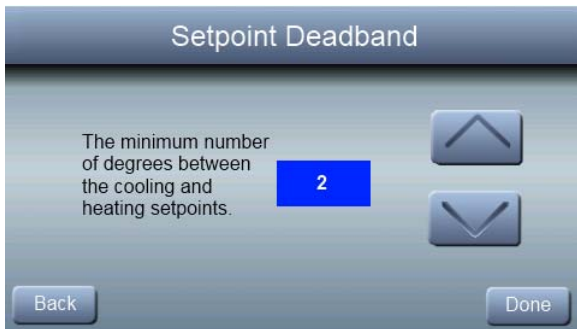 Setpoint Deadband
The minimum number
of degrees between
the cooling and
heating setpoints.
2
Back
Done